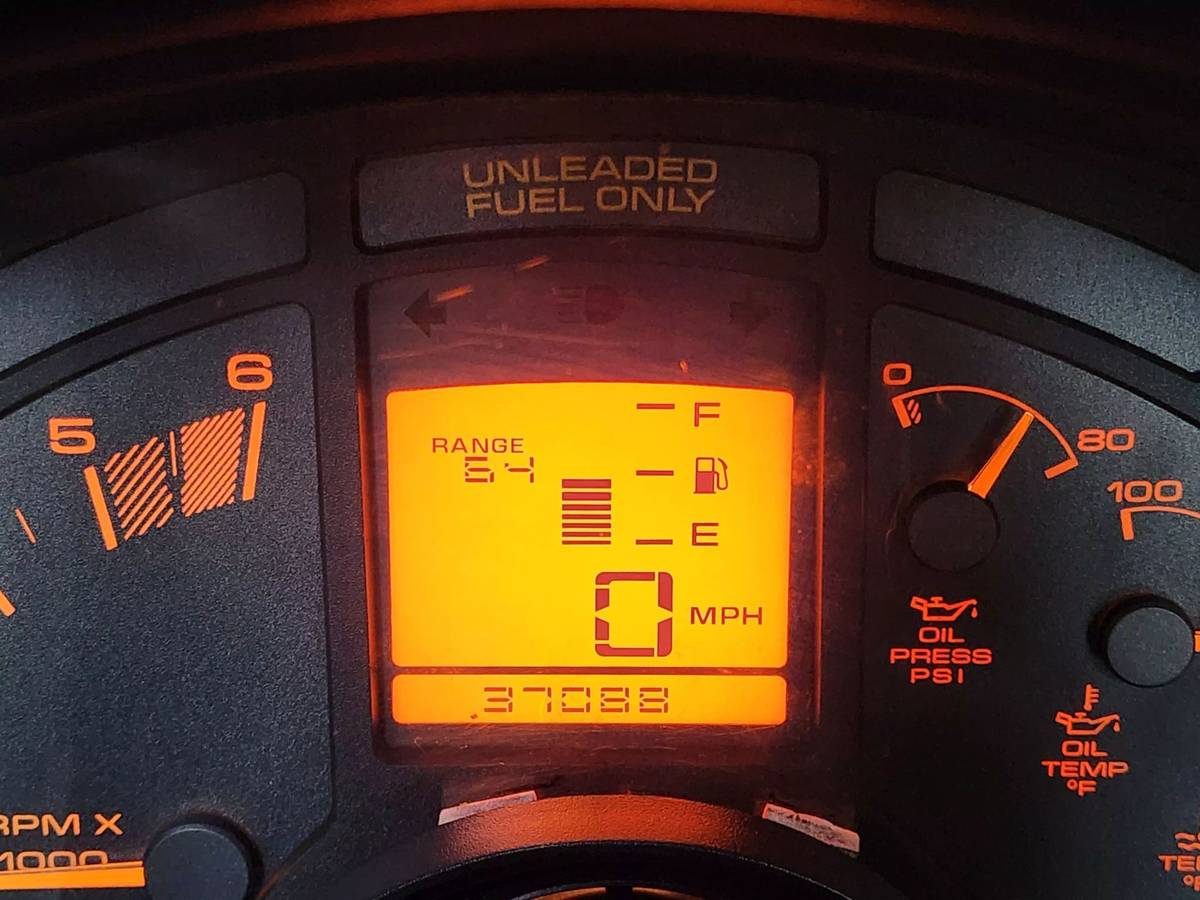 UNLEADED
FUEL ONLY
5
6
RANGE
64
F
E
0
MPH
37088
0
80
100
OIL
PRESS
PSI
OIL
TEMP
°F
RPM X
1000
°F